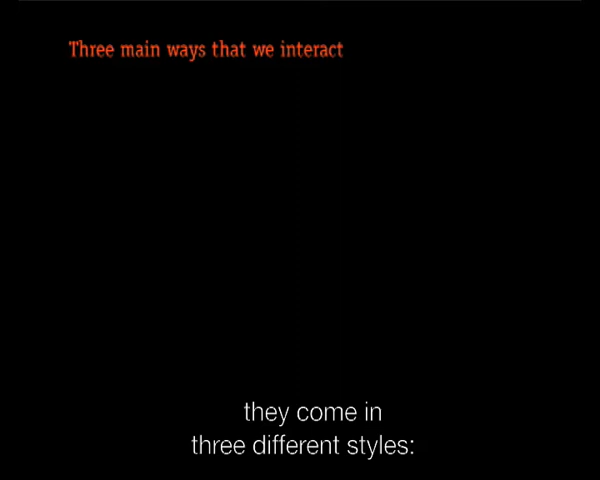 Three main ways that we interact
they come in
three different styles: